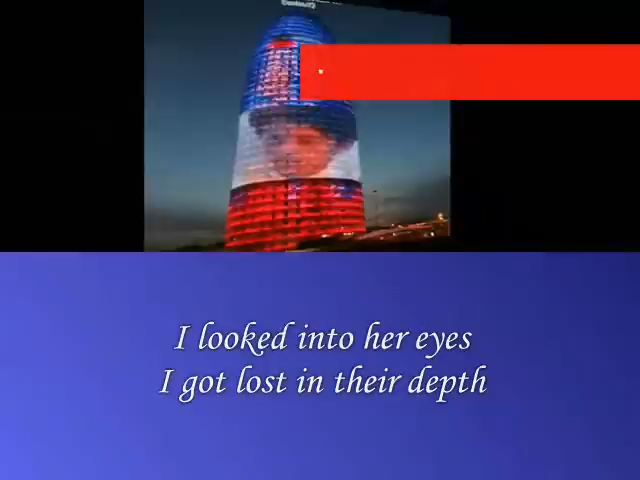 I looked into her eyes
I got lost in their depth